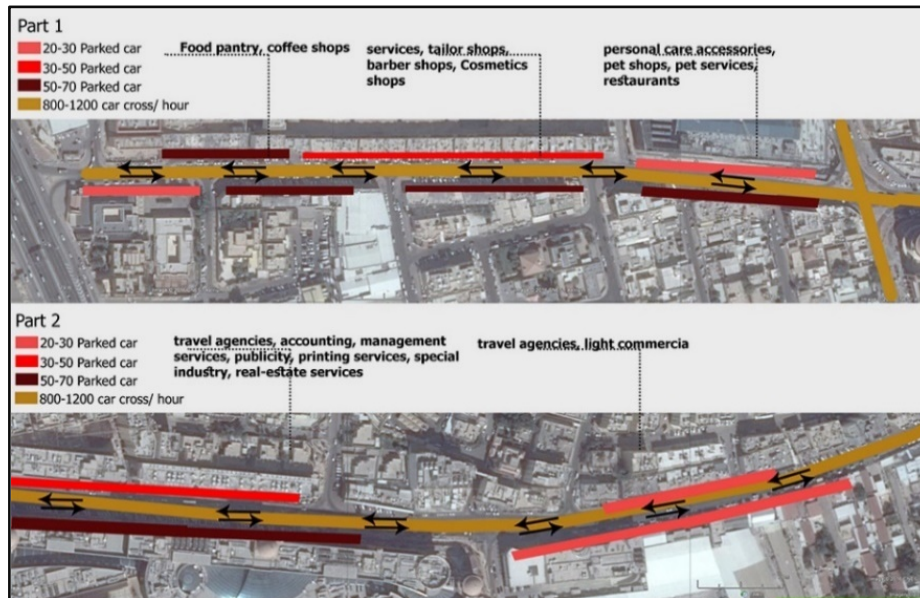 Part 1
20-30 Parked car
30-50 Parked car
50-70 Parked car
800-1200 car cross/ hour
Food pantry, coffee shops
services, tailor shops,
barber shops, Cosmetics
shops
personal care accessories,
pet shops, pet services,
restaurants
Part 2
20-30 Parked car
30-50 Parked car
50-70 Parked car
800-1200 car cross/ hour
travel agencies, accounting, management
services, publicity, printing services, special
industry, real-estate services
travel agencies, light commercia